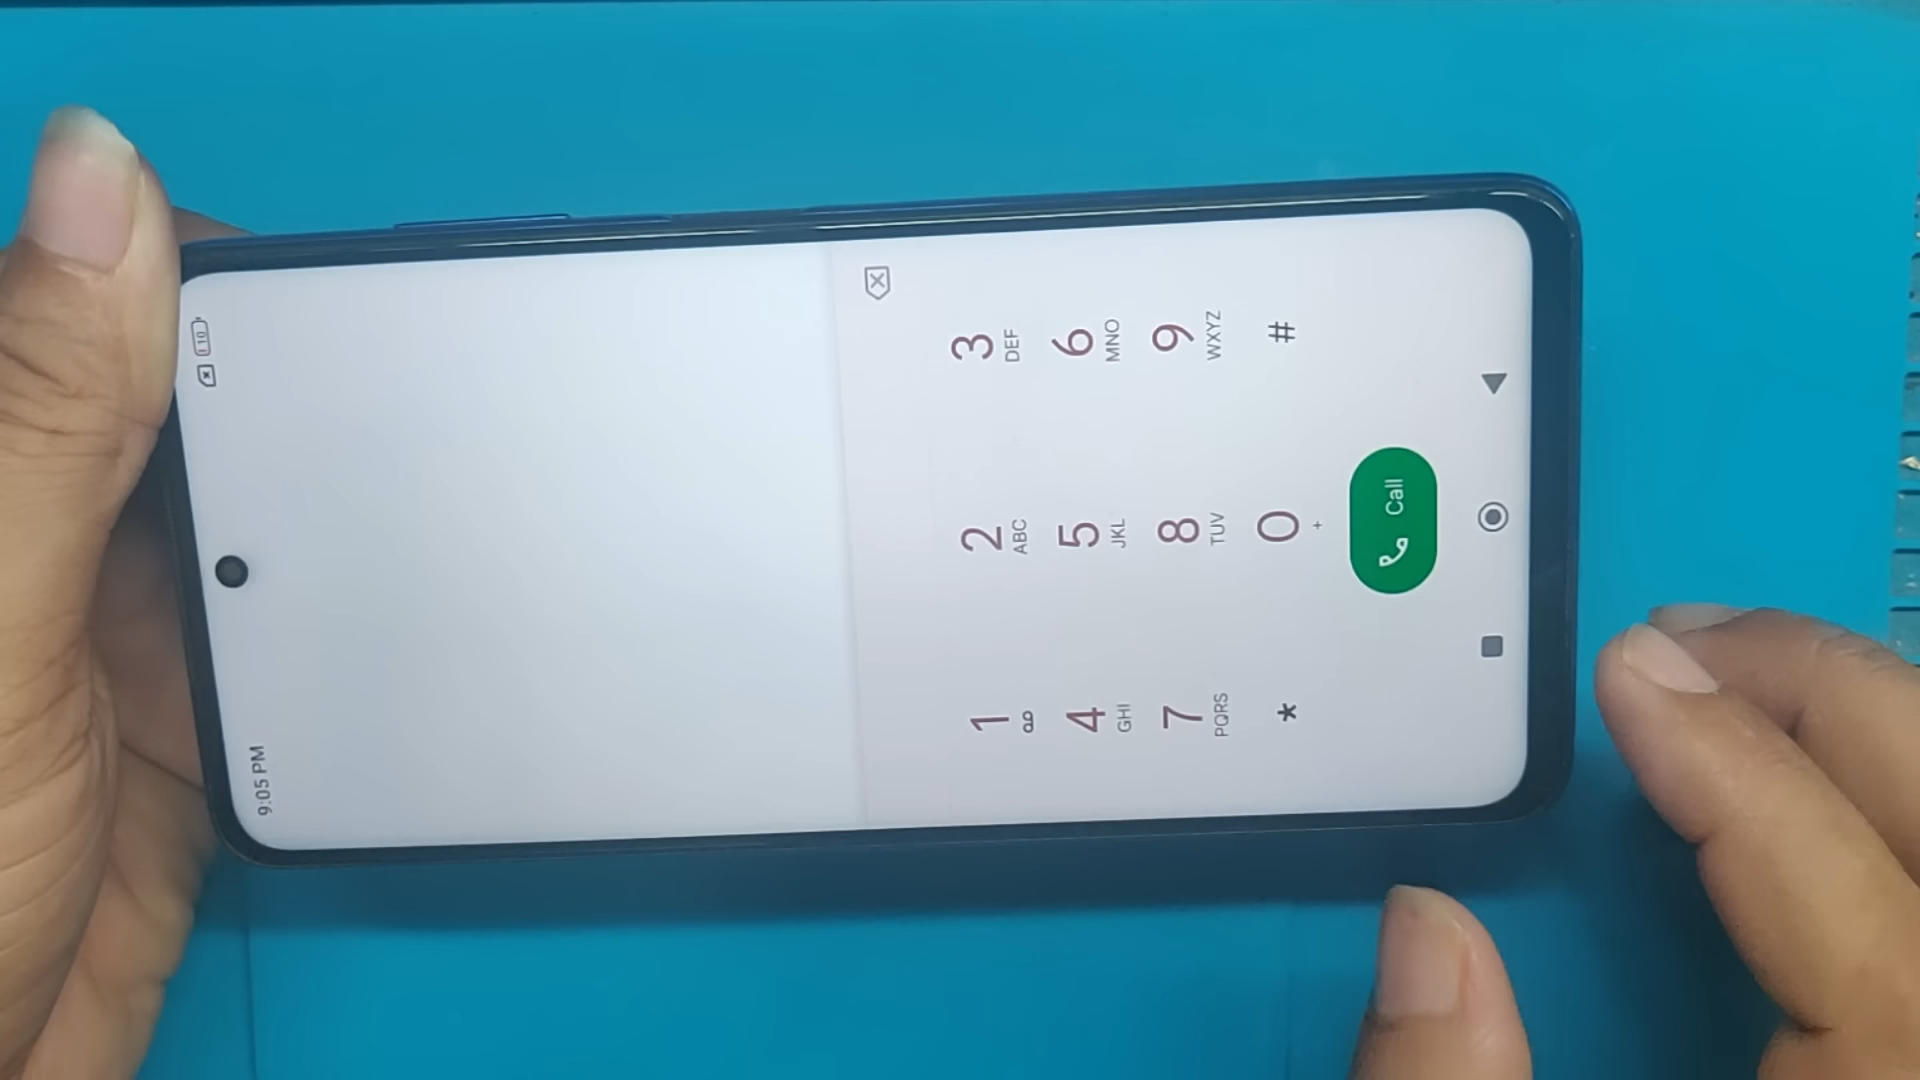 9:05 PM
10
1 2 ABC 3 DEF
4 GHI 5 JKL 6 MNO
7 PQRS 8 TUV 9 WXYZ
* 0 + #
Call